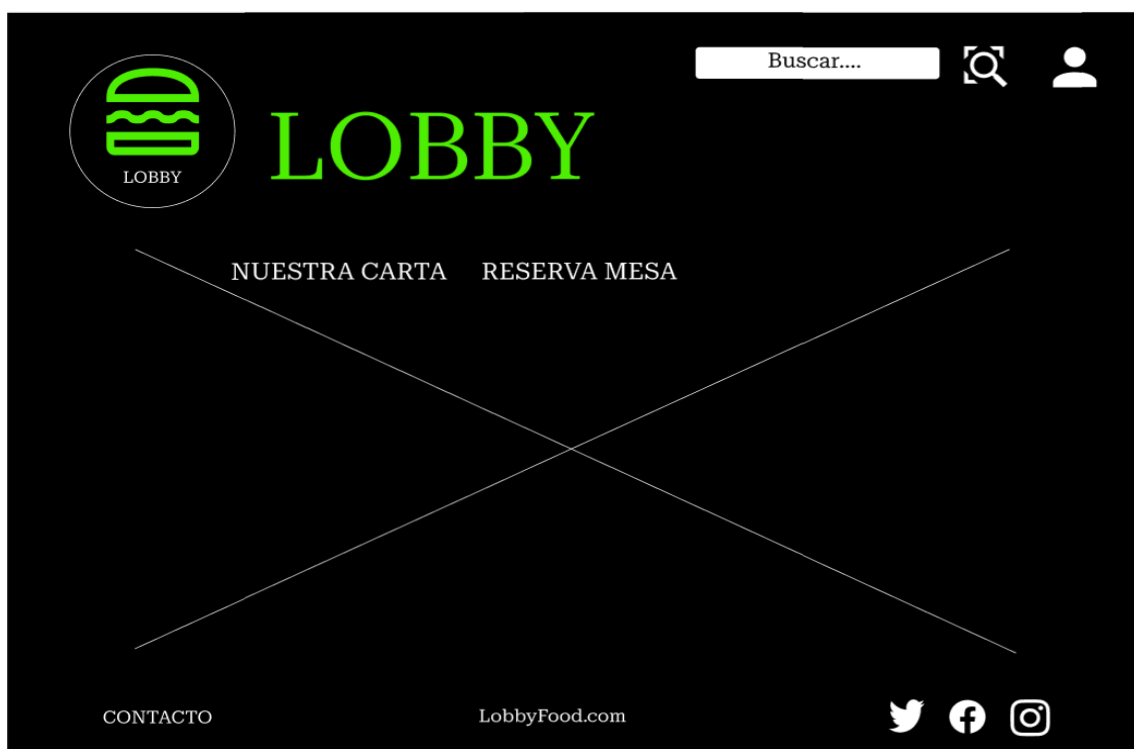 Buscar....
LOBBY
LOBBY
NUESTRA CARTA
RESERVA MESA
CONTACTO
LobbyFood.com